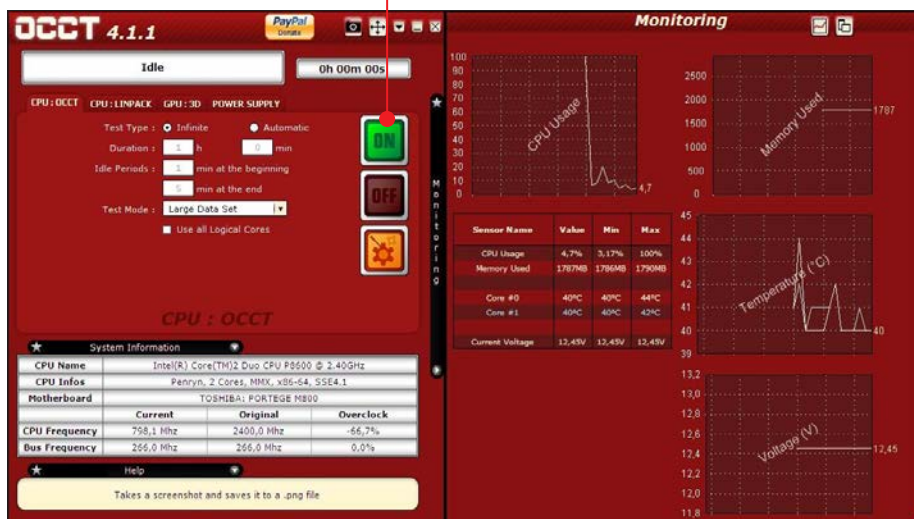 OCCT 4.1.1
PayPal
Donate
Idle
0h 00m 00s
CPU:OCCT CPU:LINPACK GPU:3D POWER SUPPLY
Test Type : Infinite Automatic
Duration : 1 h 0 min
Idle Periods : 1 min at the beginning
5 min at the end
Test Mode : Large Data Set
Use all Logical Cores
ON
OFF
CPU : OCCT
System Information
CPU Name Intel(R) Core(TM)2 Duo CPU P8600 @ 2.40GHz
CPU Infos Penryn, 2 Cores, MMX, x86-64, SSE4.1
Motherboard TOSHIBA: PORTEGE M800
Current Original Overclock
CPU Frequency 798,1 Mhz 2400,0 Mhz -66,7%
Bus Frequency 266,0 Mhz 266,0 Mhz 0,0%
Help
Takes a screenshot and saves it to a .png file
Monitoring
Monitoring
100
90
80
70
60
50
40
30
20
10
0
CPU Usage
4,7
2500
2000
1500
1000
500
0
Memory Used
1787
Sensor Name Value Min Max
CPU Usage 4,7% 3,17% 100%
Memory Used 1787MB 1786MB 1790MB
Core #0 40ºC 40ºC 44ºC
Core #1 40ºC 40ºC 42ºC
Current Voltage 12,45V 12,45V 12,45V
45
44
43
42
41
40
39
Temperature (°C)
40
13,2
13,0
12,8
12,6
12,4
12,2
12,0
11,8
Voltage (V)
12,45